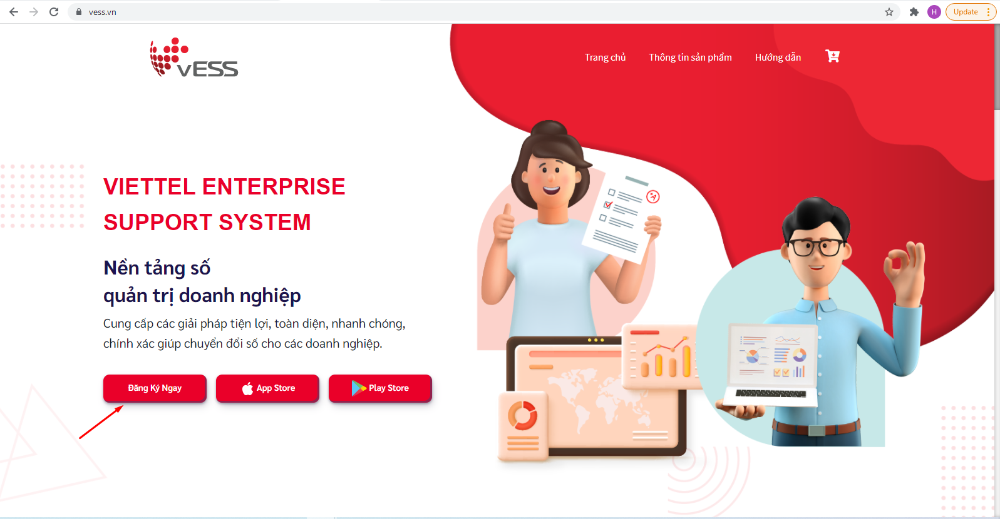 vess.vn
H
Update
vESS
Trang chủ
Thông tin sản phẩm
Hướng dẫn
VIETTEL ENTERPRISE
SUPPORT SYSTEM
Nền tảng số
quản trị doanh nghiệp
Cung cấp các giải pháp tiện lợi, toàn diện, nhanh chóng,
chính xác giúp chuyển đổi số cho các doanh nghiệp.
Đăng Ký Ngay
App Store
Play Store